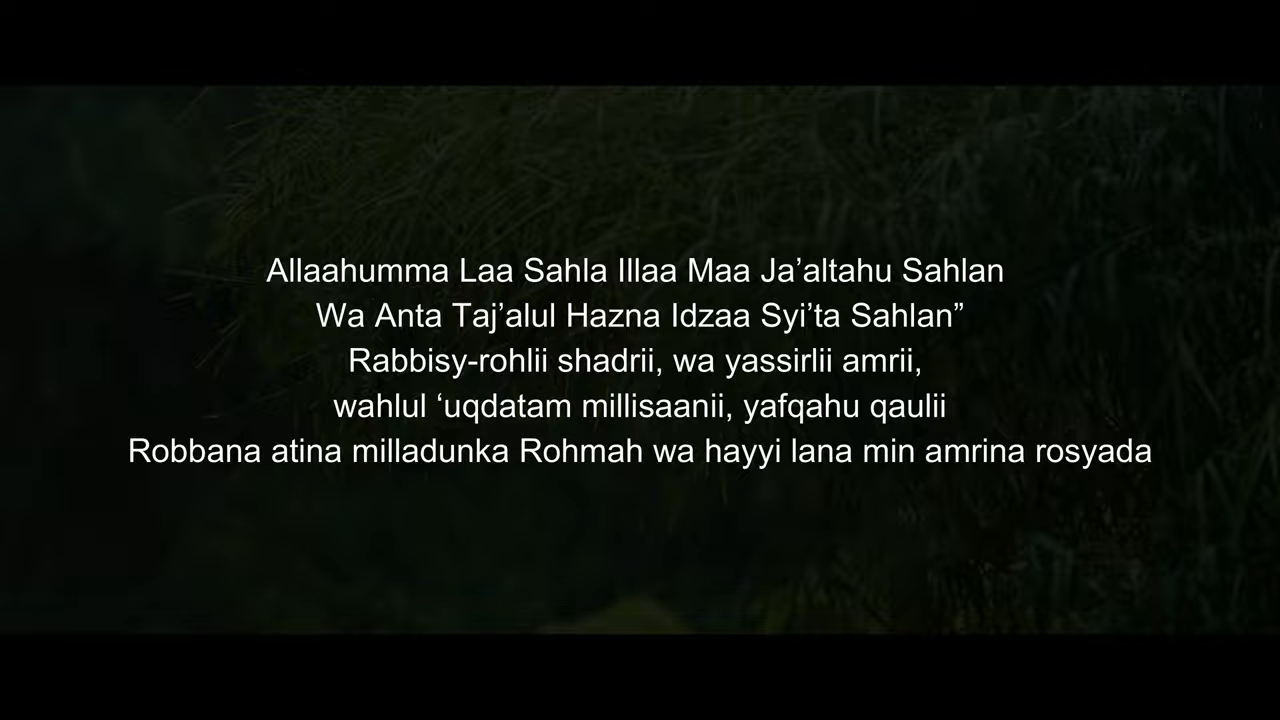 Allaahumma Laa Sahla Illaa Maa Ja’altahu Sahlan
Wa Anta Taj’alul Hazna Idzaa Syi’ta Sahlan”
Rabbisy-rohlii shadrii, wa yassirlii amrii,
wahlul ‘uqdatam millisaanii, yafqahu qaulii
Robbana atina milladunka Rohmah wa hayyi lana min amrina rosyada